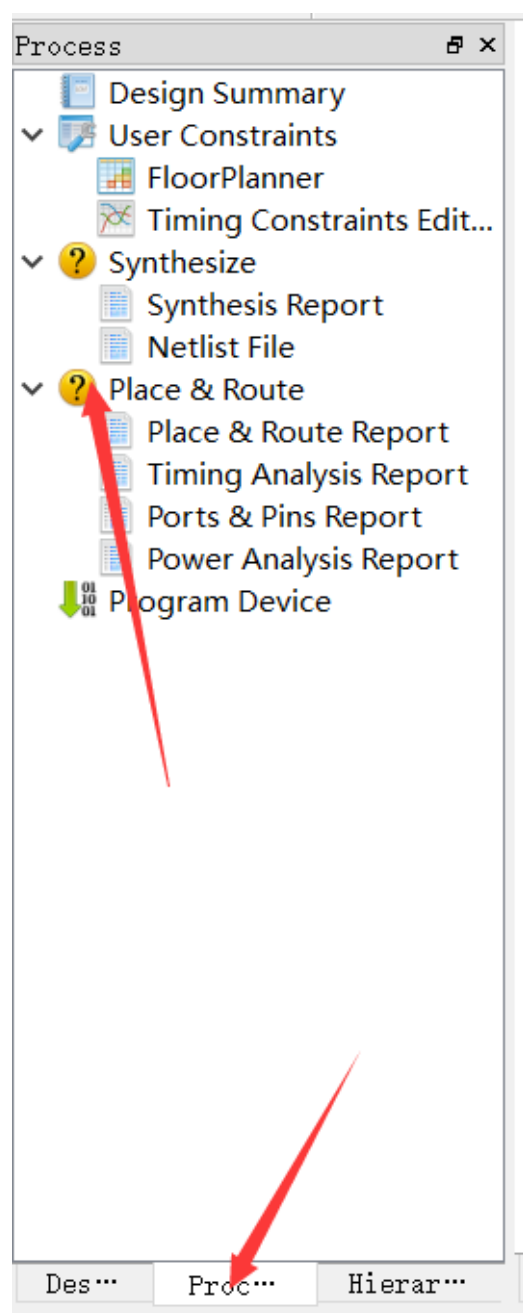 Process
Design Summary
User Constraints
FloorPlanner
Timing Constraints Edit...
Synthesize
Synthesis Report
Netlist File
Place & Route
Place & Route Report
Timing Analysis Report
Ports & Pins Report
Power Analysis Report
Program Device
Des… Proc… Hierar…